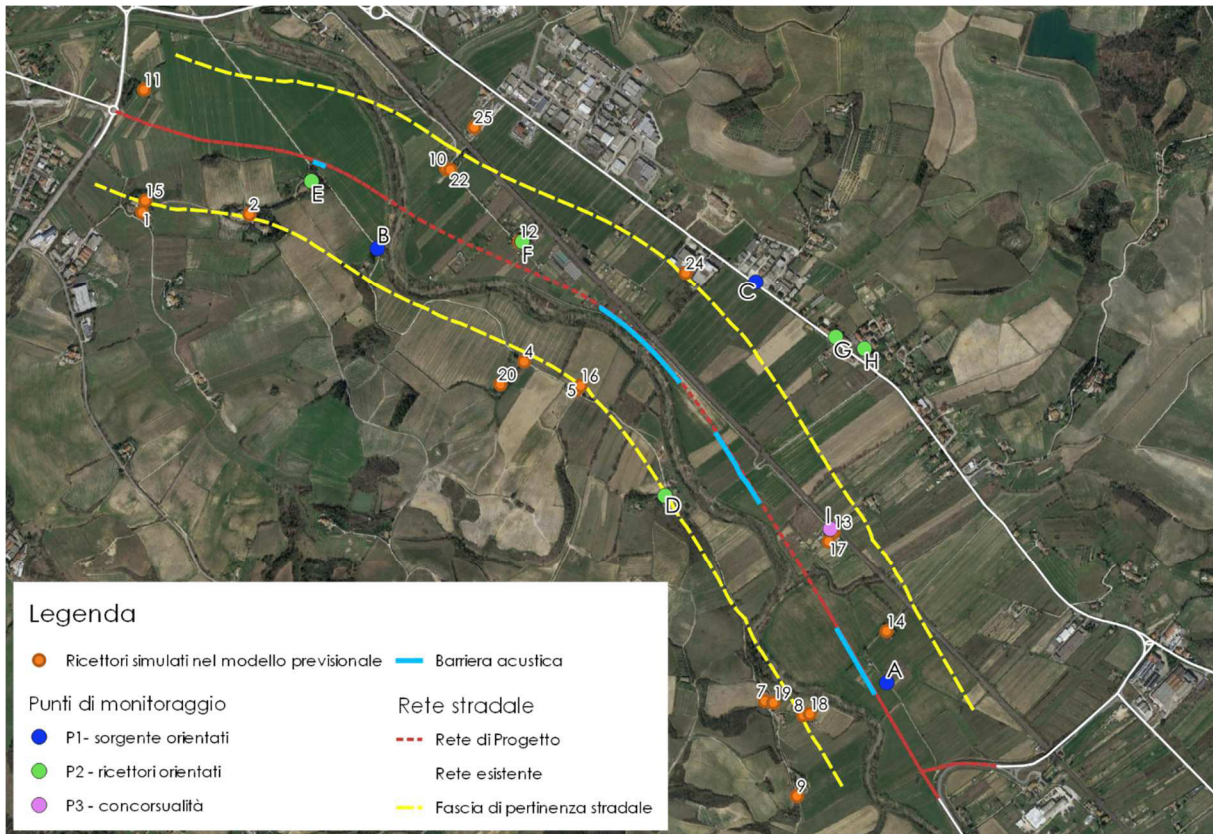 11
25
10
22
15
1
2
E
B
12
F
24
C
G
H
4
20
16
5
D
I
13
17
14
A
7
19
8
18
9
Legenda
Ricettori simulati nel modello previsionale
Barriera acustica
Punti di monitoraggio
Rete stradale
P1- sorgente orientati
Rete di Progetto
P2 - ricettori orientati
Rete esistente
P3 - concorsualità
Fascia di pertinenza stradale